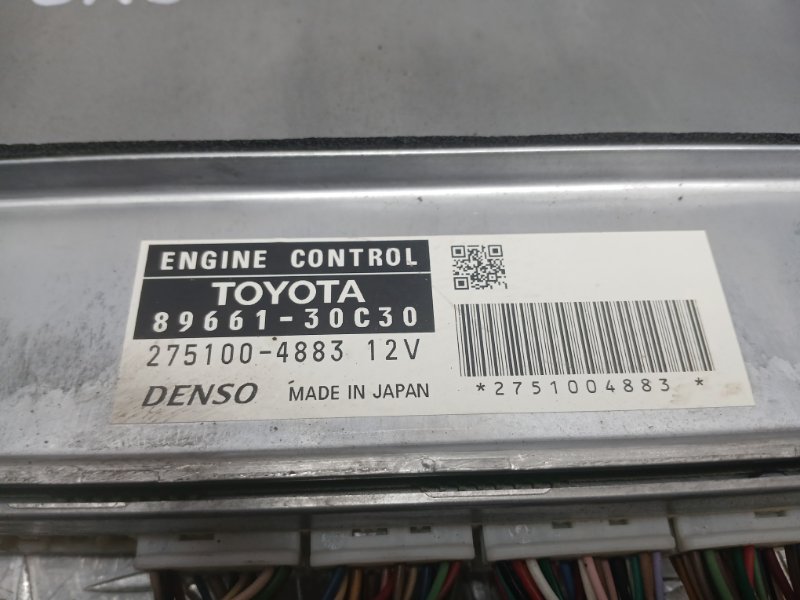 ENGINE CONTROL
TOYOTA
89661-30C30
275100-4883 12V
DENSO MADE IN JAPAN
*2751004883*